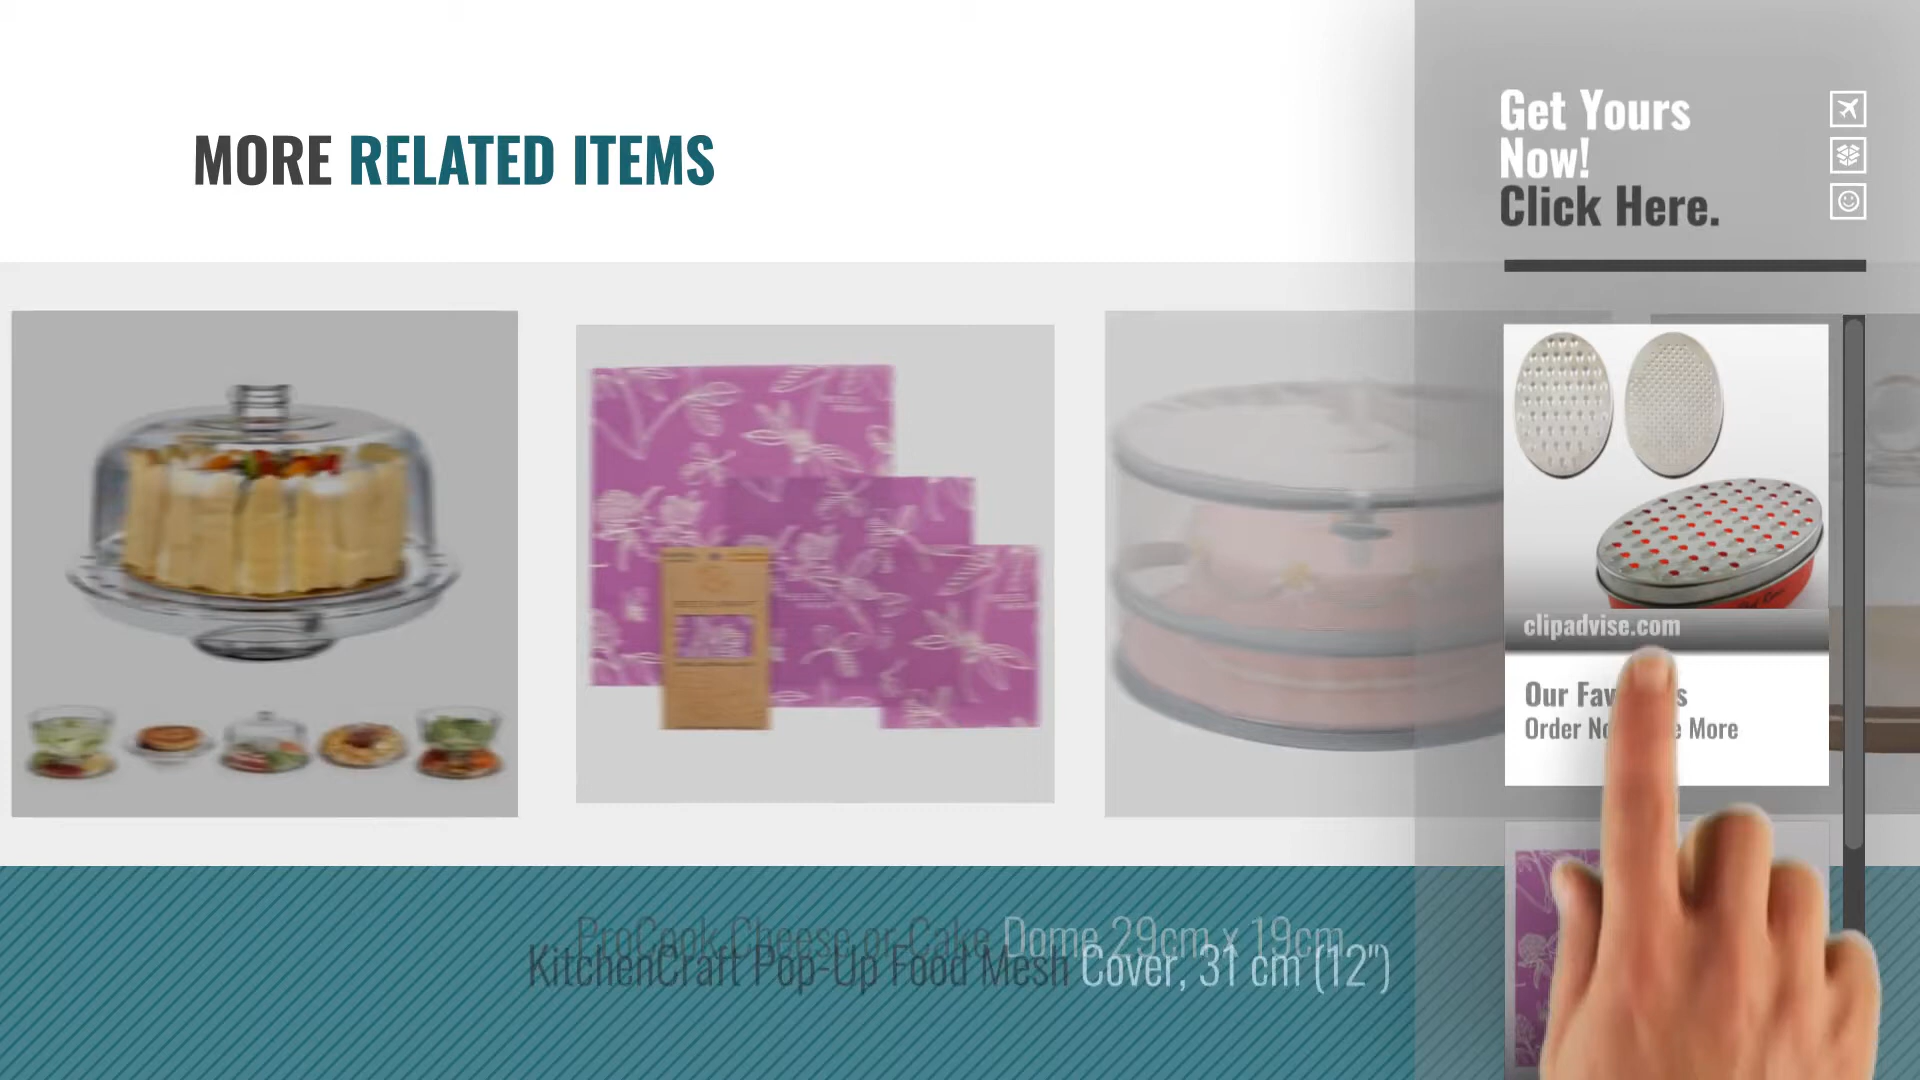 MORE RELATED ITEMS
Get Yours
Now!
Click Here.
clipadvise.com
Our Fav s
Order No e More
ProCook Cheese or Cake Dome 29cm x 19cm
KitchenCraft Pop-Up Food Mesh Cover, 31 cm (12")